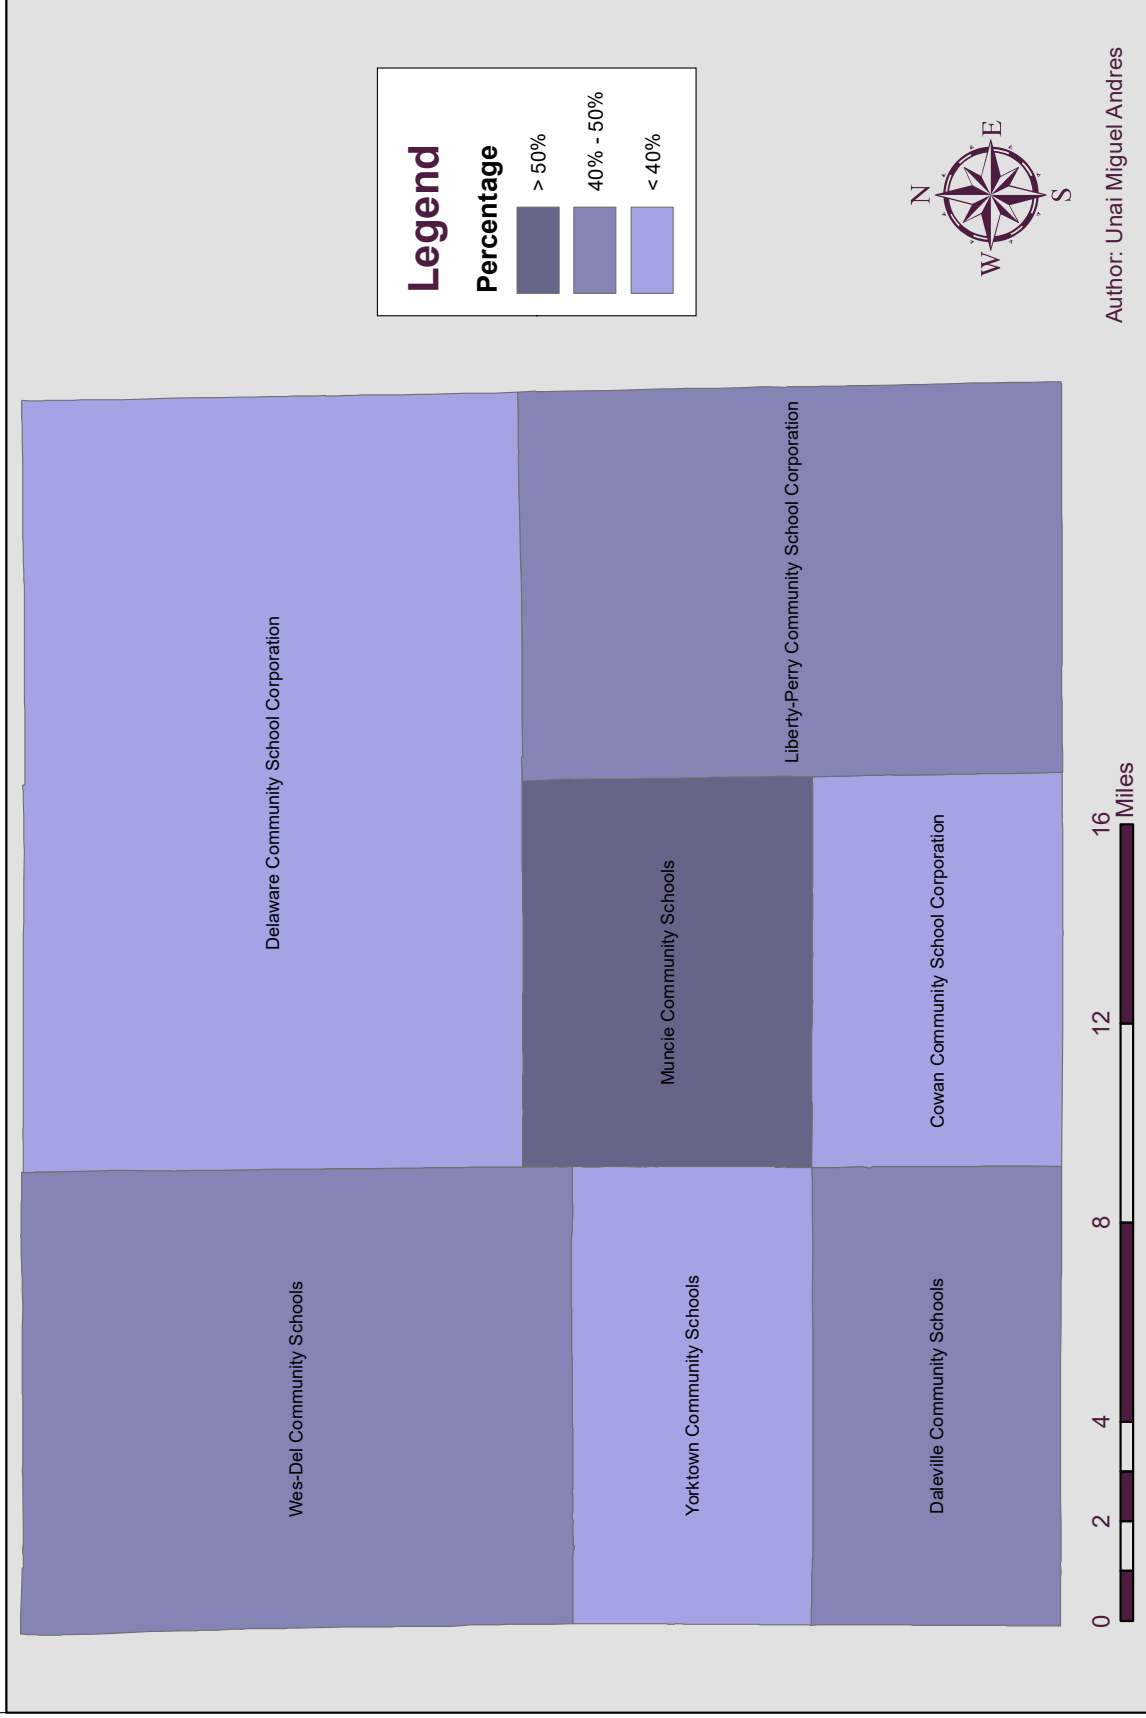 Legend
Percentage
> 50%
40% - 50%
< 40%
Delaware Community School Corporation
Wes-Del Community Schools
Muncie Community Schools
Liberty-Perry Community School Corporation
Yorktown Community Schools
Cowan Community School Corporation
Daleville Community Schools
N
W
E
S
0 2 4 8 12 16
Miles
Author: Unai Miguel Andres